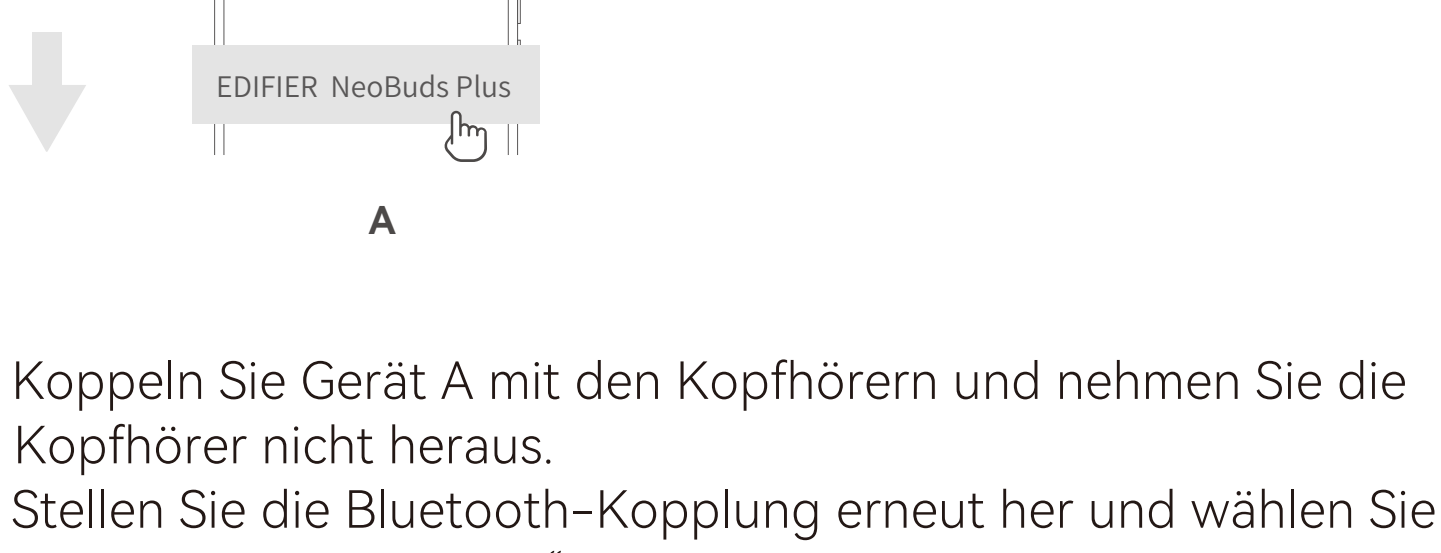 EDIFIER NeoBuds Plus
A
Koppeln Sie Gerät A mit den Kopfhörern und nehmen Sie die
Kopfhörer nicht heraus.
Stellen Sie die Bluetooth-Kopplung erneut her und wählen Sie